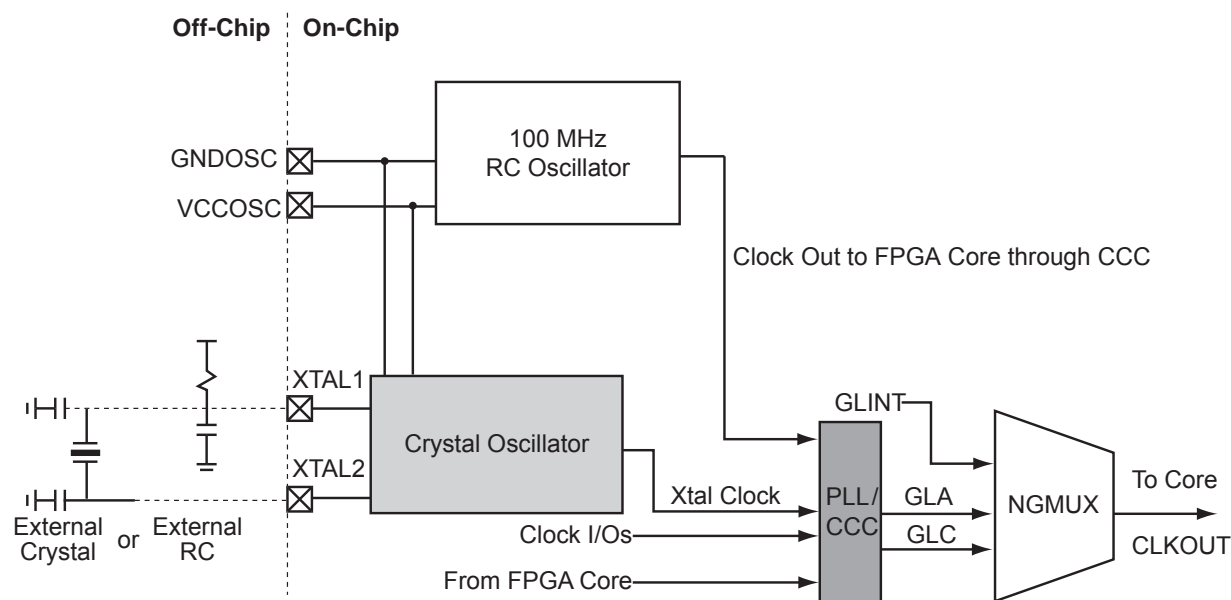 Off-Chip
On-Chip
100 MHz
RC Oscillator
GNDOSC
VCCOSC
Clock Out to FPGA Core through CCC
XTAL1
GLINT
Crystal Oscillator
XTAL2
Xtal Clock
PLL/
CCC
GLA
NGMUX
To Core
External
Crystal
or
External
RC
Clock I/Os
GLC
CLKOUT
From FPGA Core